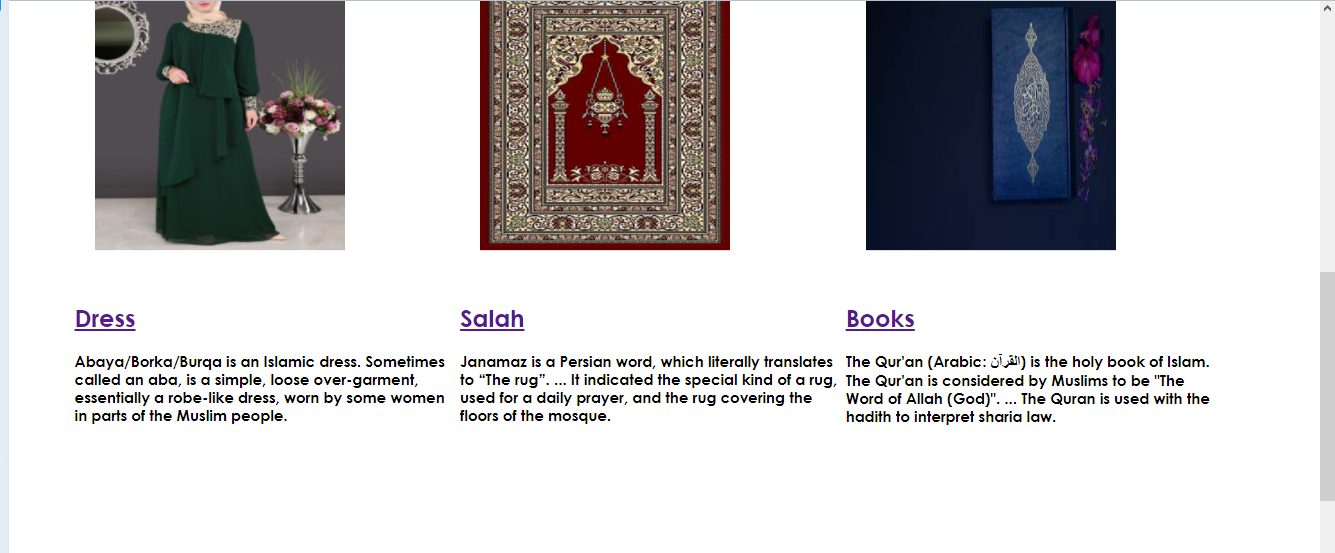 Dress
Abaya/Borka/Burqa is an Islamic dress. Sometimes
called an aba, is a simple, loose over-garment,
essentially a robe-like dress, worn by some women
in parts of the Muslim people.
Salah
Janamaz is a Persian word, which literally translates
to “The rug”. ... It indicated the special kind of a rug,
used for a daily prayer, and the rug covering the
floors of the mosque.
Books
The Qur'an (Arabic: القرآن) is the holy book of Islam.
The Qur'an is considered by Muslims to be "The
Word of Allah (God)". ... The Quran is used with the
hadith to interpret sharia law.